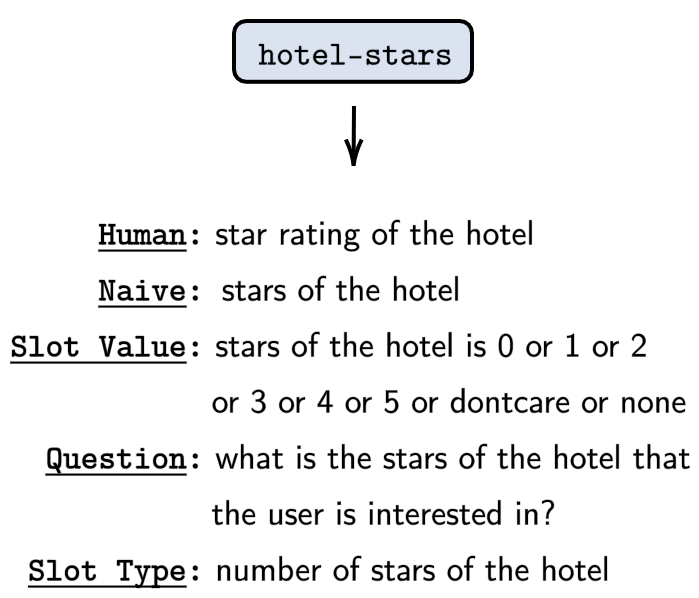 hotel-stars
Human: star rating of the hotel
Naive: stars of the hotel
Slot Value: stars of the hotel is 0 or 1 or 2
or 3 or 4 or 5 or dontcare or none
Question: what is the stars of the hotel that
the user is interested in?
Slot Type: number of stars of the hotel